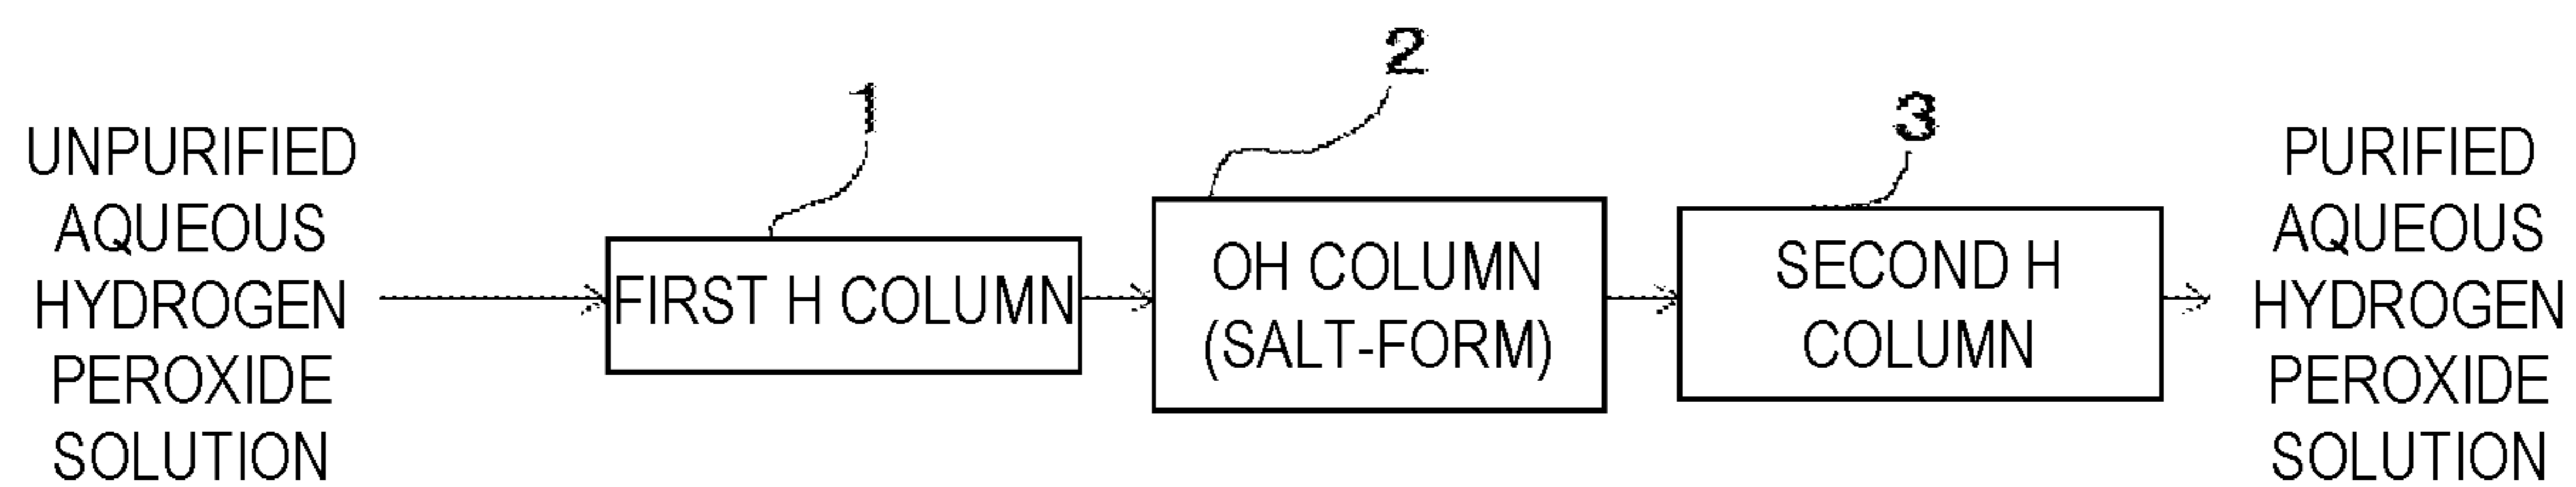 UNPURIFIED
AQUEOUS
HYDROGEN
PEROXIDE
SOLUTION
1
FIRST H COLUMN
2
OH COLUMN
(SALT-FORM)
3
SECOND H
COLUMN
PURIFIED
AQUEOUS
HYDROGEN
PEROXIDE
SOLUTION